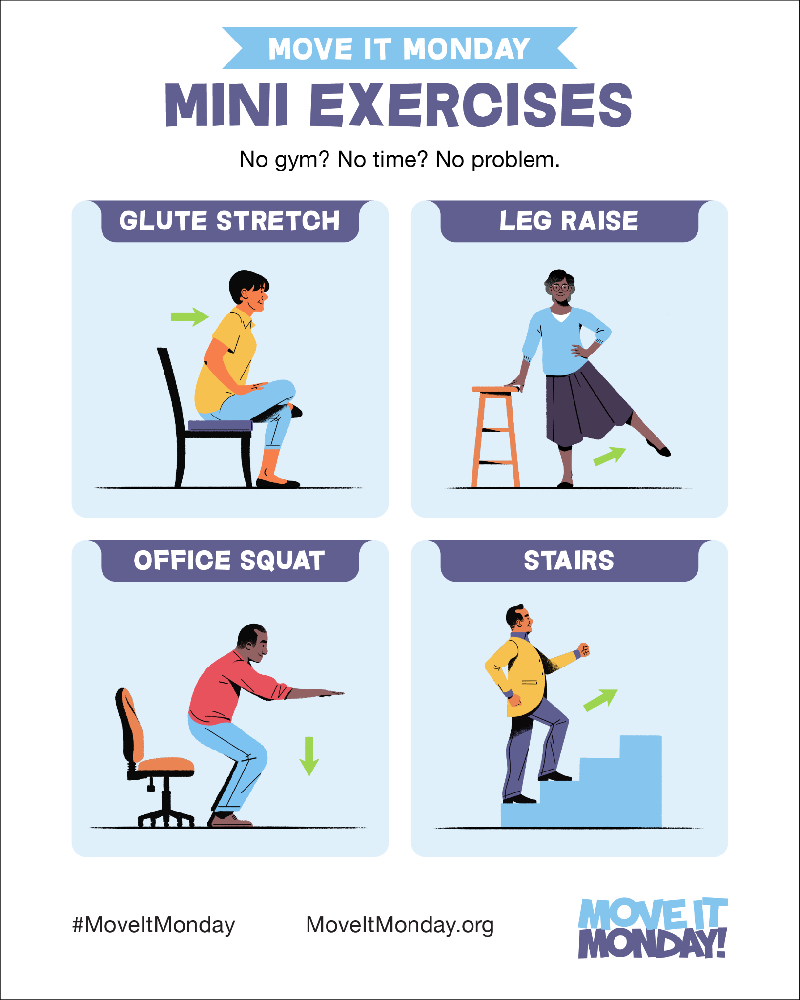 MOVE IT MONDAY
MINI EXERCISES
No gym? No time? No problem.
GLUTE STRETCH
LEG RAISE
OFFICE SQUAT
STAIRS
#MoveItMonday
MoveItMonday.org
MOVE IT
MONDAY!